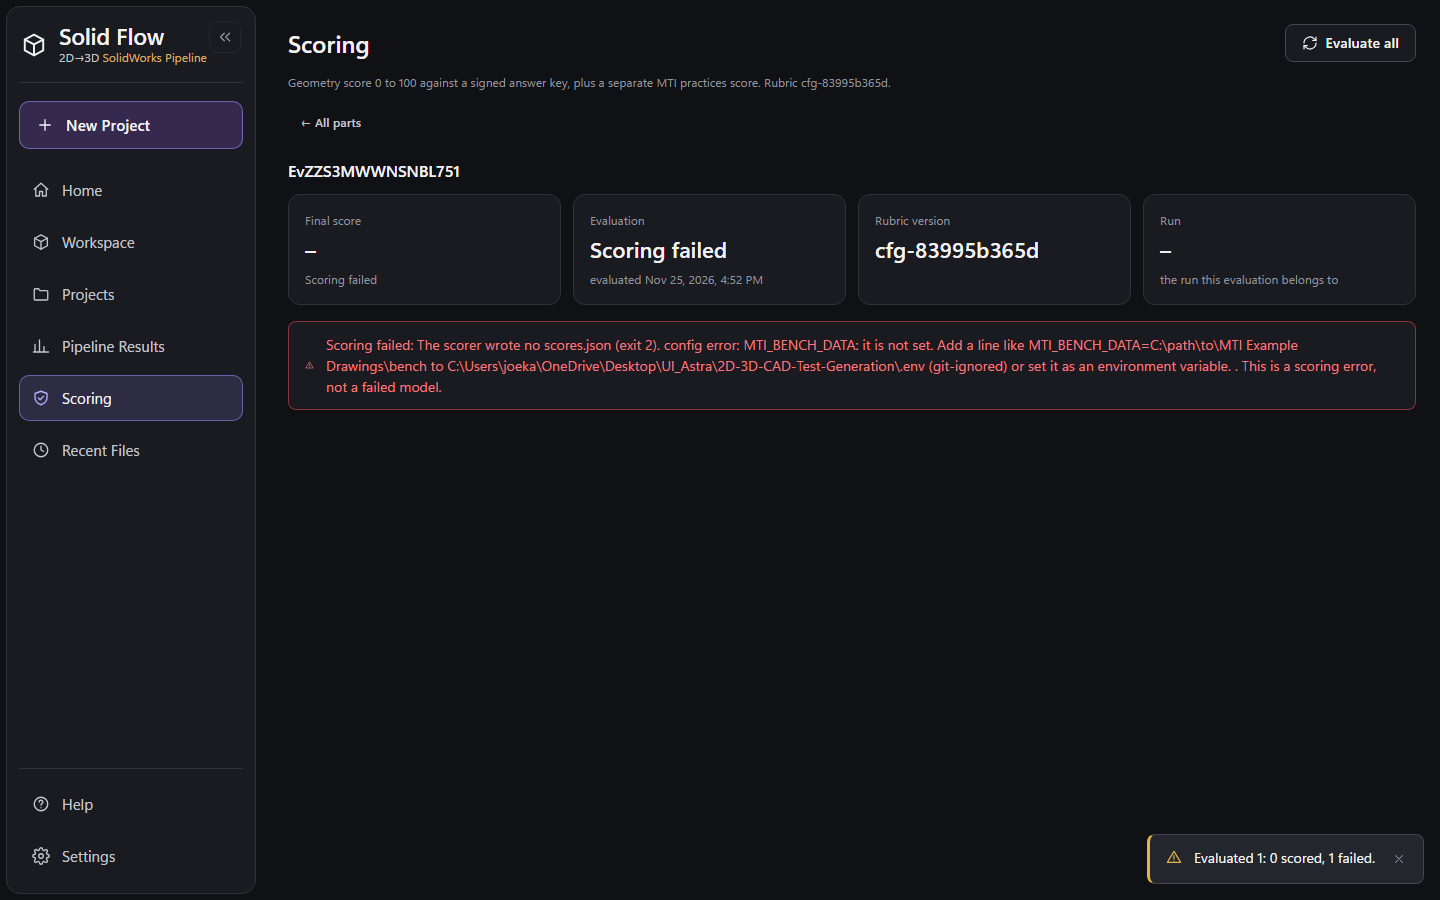 Solid Flow
2D→3D SolidWorks Pipeline
New Project
Home
Workspace
Projects
Pipeline Results
Scoring
Recent Files
Help
Settings
Scoring
Evaluate all
Geometry score 0 to 100 against a signed answer key, plus a separate MTI practices score. Rubric cfg-83995b365d.
← All parts
EvZZS3MWWNSNBL751
Final score
–
Scoring failed
Evaluation
Scoring failed
evaluated Nov 25, 2026, 4:52 PM
Rubric version
cfg-83995b365d
Run
–
the run this evaluation belongs to
Scoring failed: The scorer wrote no scores.json (exit 2). config error: MTI_BENCH_DATA: it is not set. Add a line like MTI_BENCH_DATA=C:\path\to\MTI Example
Drawings\bench to C:\Users\joeka\OneDrive\Desktop\UI_Astra\2D-3D-CAD-Test-Generation\.env (git-ignored) or set it as an environment variable. . This is a scoring error,
not a failed model.
Evaluated 1: 0 scored, 1 failed.